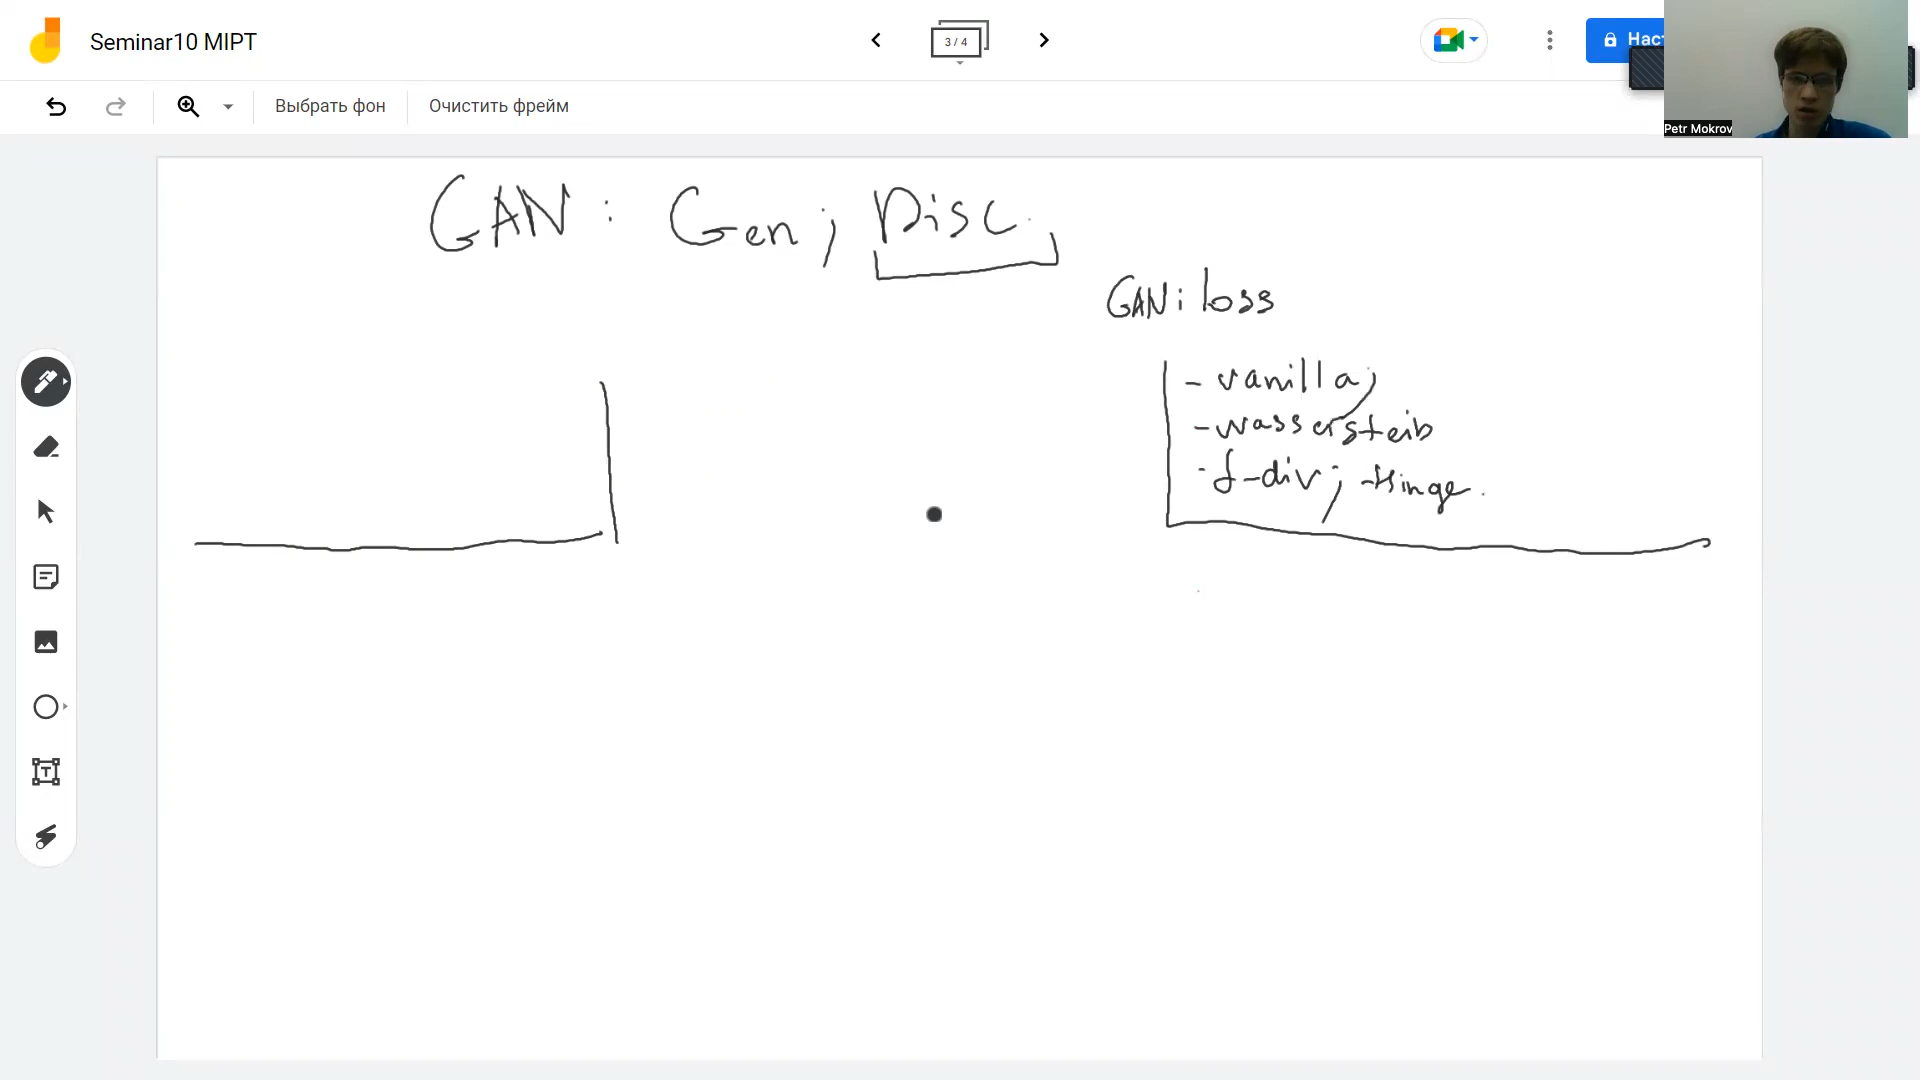 Seminar10 MIPT
3 / 4
Нас
Petr Mokrov
Выбрать фон
Очистить фрейм
GAN: Gen; Disc.
GAN: loss
- vanilla;
- wasserstein
- f-div; - Hinge.